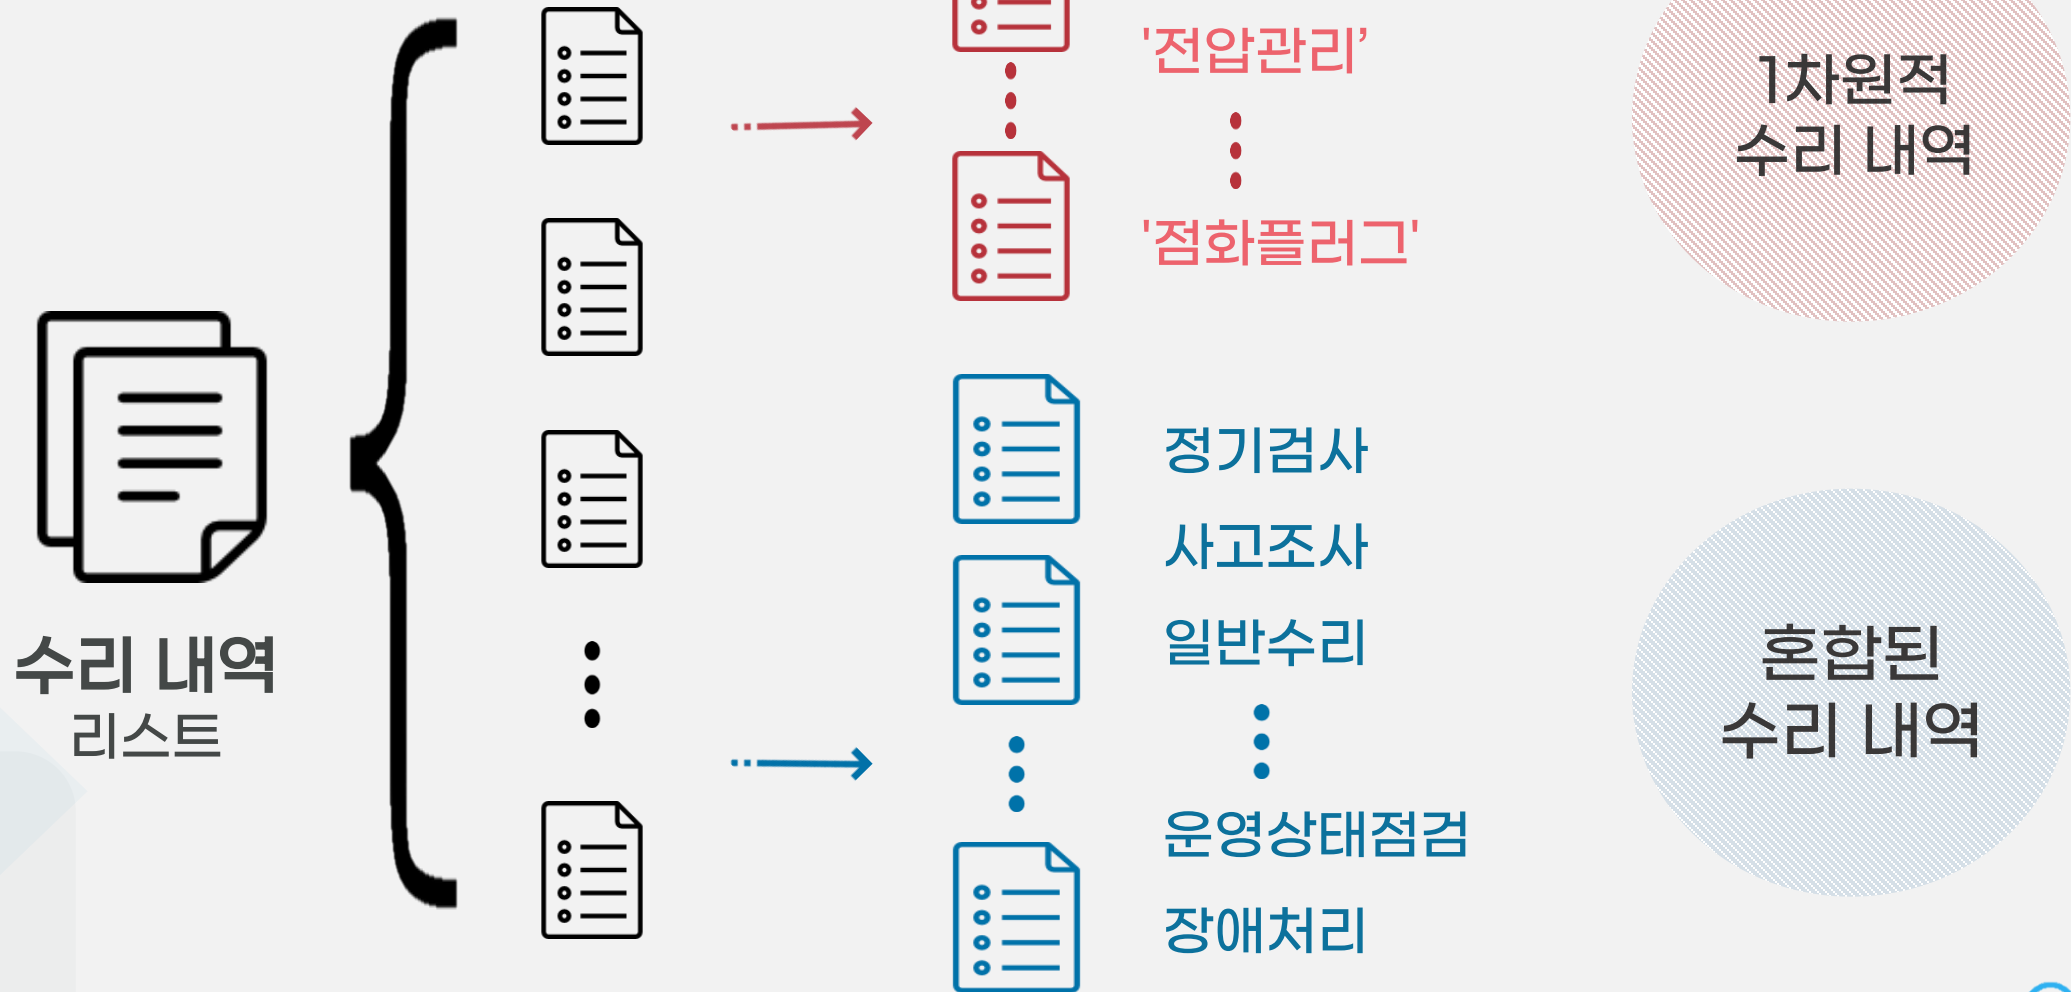 수리 내역
리스트
'전압관리’
'점화플러그'
1차원적
수리 내역
정기검사
사고조사
일반수리
운영상태점검
장애처리
혼합된
수리 내역